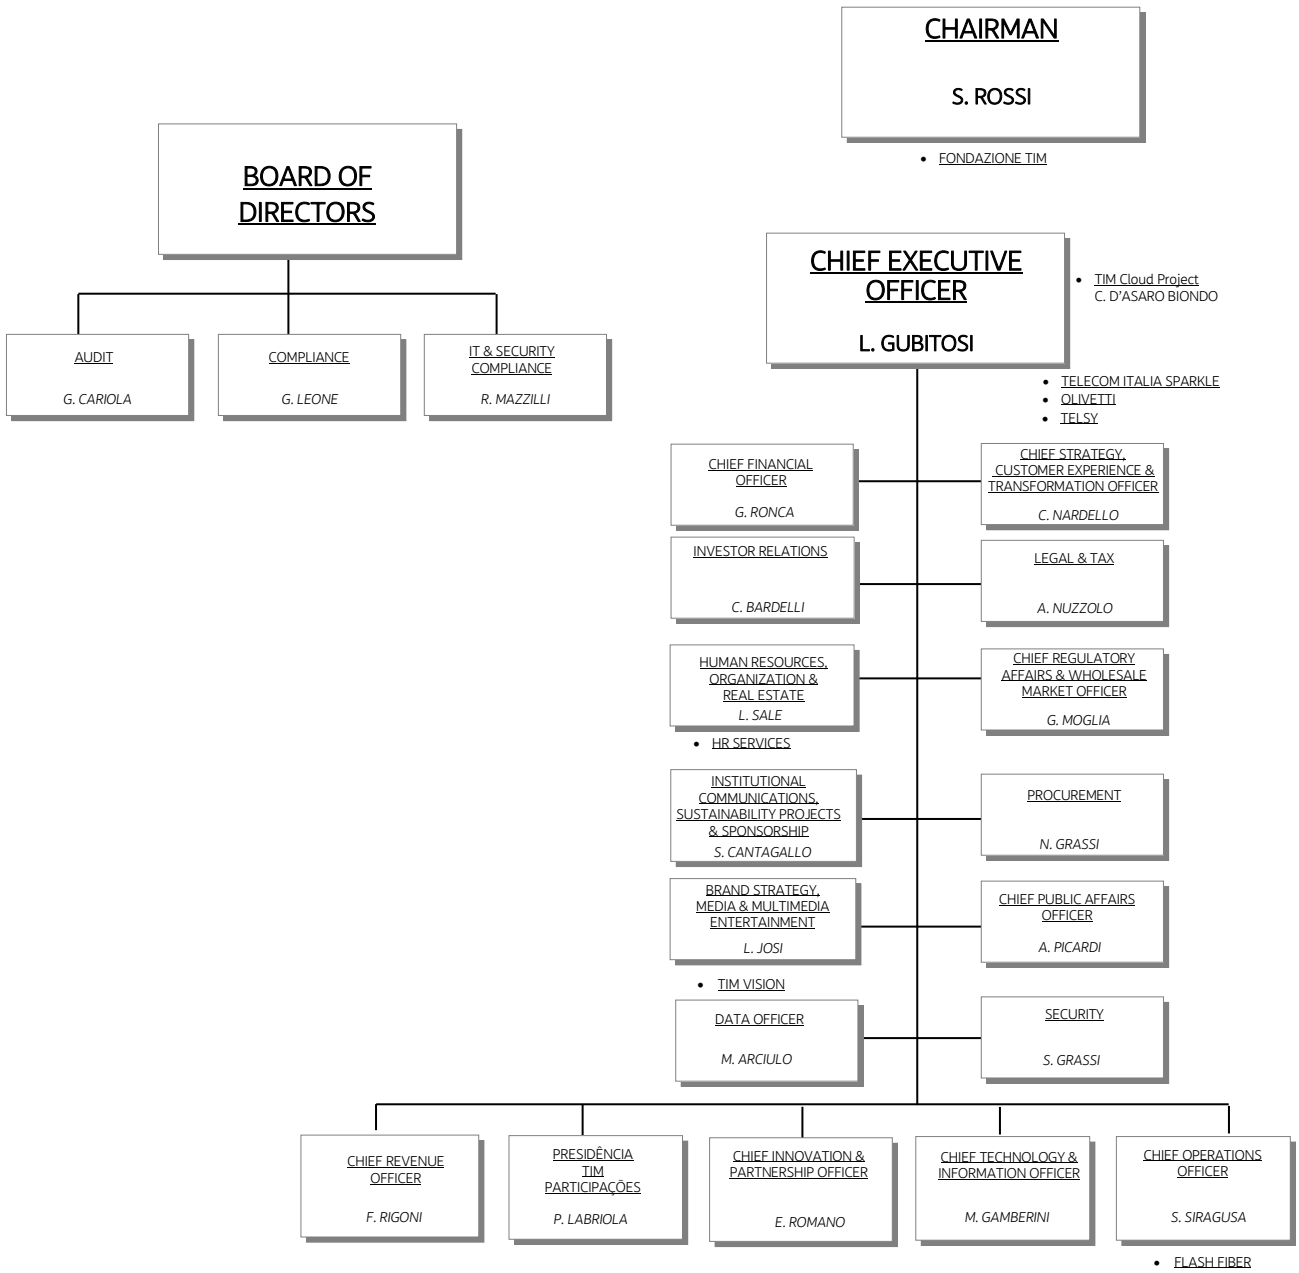 CHAIRMAN
S. ROSSI
• FONDAZIONE TIM
BOARD OF
DIRECTORS
AUDIT
G. CARIOLA
COMPLIANCE
G. LEONE
IT & SECURITY
COMPLIANCE
R. MAZZILLI
CHIEF EXECUTIVE
OFFICER
L. GUBITOSI
• TIM Cloud Project
C. D'ASARO BIONDO
• TELECOM ITALIA SPARKLE
• OLIVETTI
• TELSY
CHIEF FINANCIAL
OFFICER
G. RONCA
CHIEF STRATEGY,
CUSTOMER EXPERIENCE &
TRANSFORMATION OFFICER
C. NARDELLO
INVESTOR RELATIONS
C. BARDELLI
LEGAL & TAX
A. NUZZOLO
HUMAN RESOURCES,
ORGANIZATION &
REAL ESTATE
L. SALE
• HR SERVICES
CHIEF REGULATORY
AFFAIRS & WHOLESALE
MARKET OFFICER
G. MOGLIA
INSTITUTIONAL
COMMUNICATIONS,
SUSTAINABILITY PROJECTS
& SPONSORSHIP
S. CANTAGALLO
PROCUREMENT
N. GRASSI
BRAND STRATEGY,
MEDIA & MULTIMEDIA
ENTERTAINMENT
L. JOSI
• TIM VISION
CHIEF PUBLIC AFFAIRS
OFFICER
A. PICARDI
DATA OFFICER
M. ARCIULO
SECURITY
S. GRASSI
CHIEF REVENUE
OFFICER
F. RIGONI
PRESIDÊNCIA
TIM
PARTICIPAÇÕES
P. LABRIOLA
CHIEF INNOVATION &
PARTNERSHIP OFFICER
E. ROMANO
CHIEF TECHNOLOGY &
INFORMATION OFFICER
M. GAMBERINI
CHIEF OPERATIONS
OFFICER
S. SIRAGUSA
• FLASH FIBER